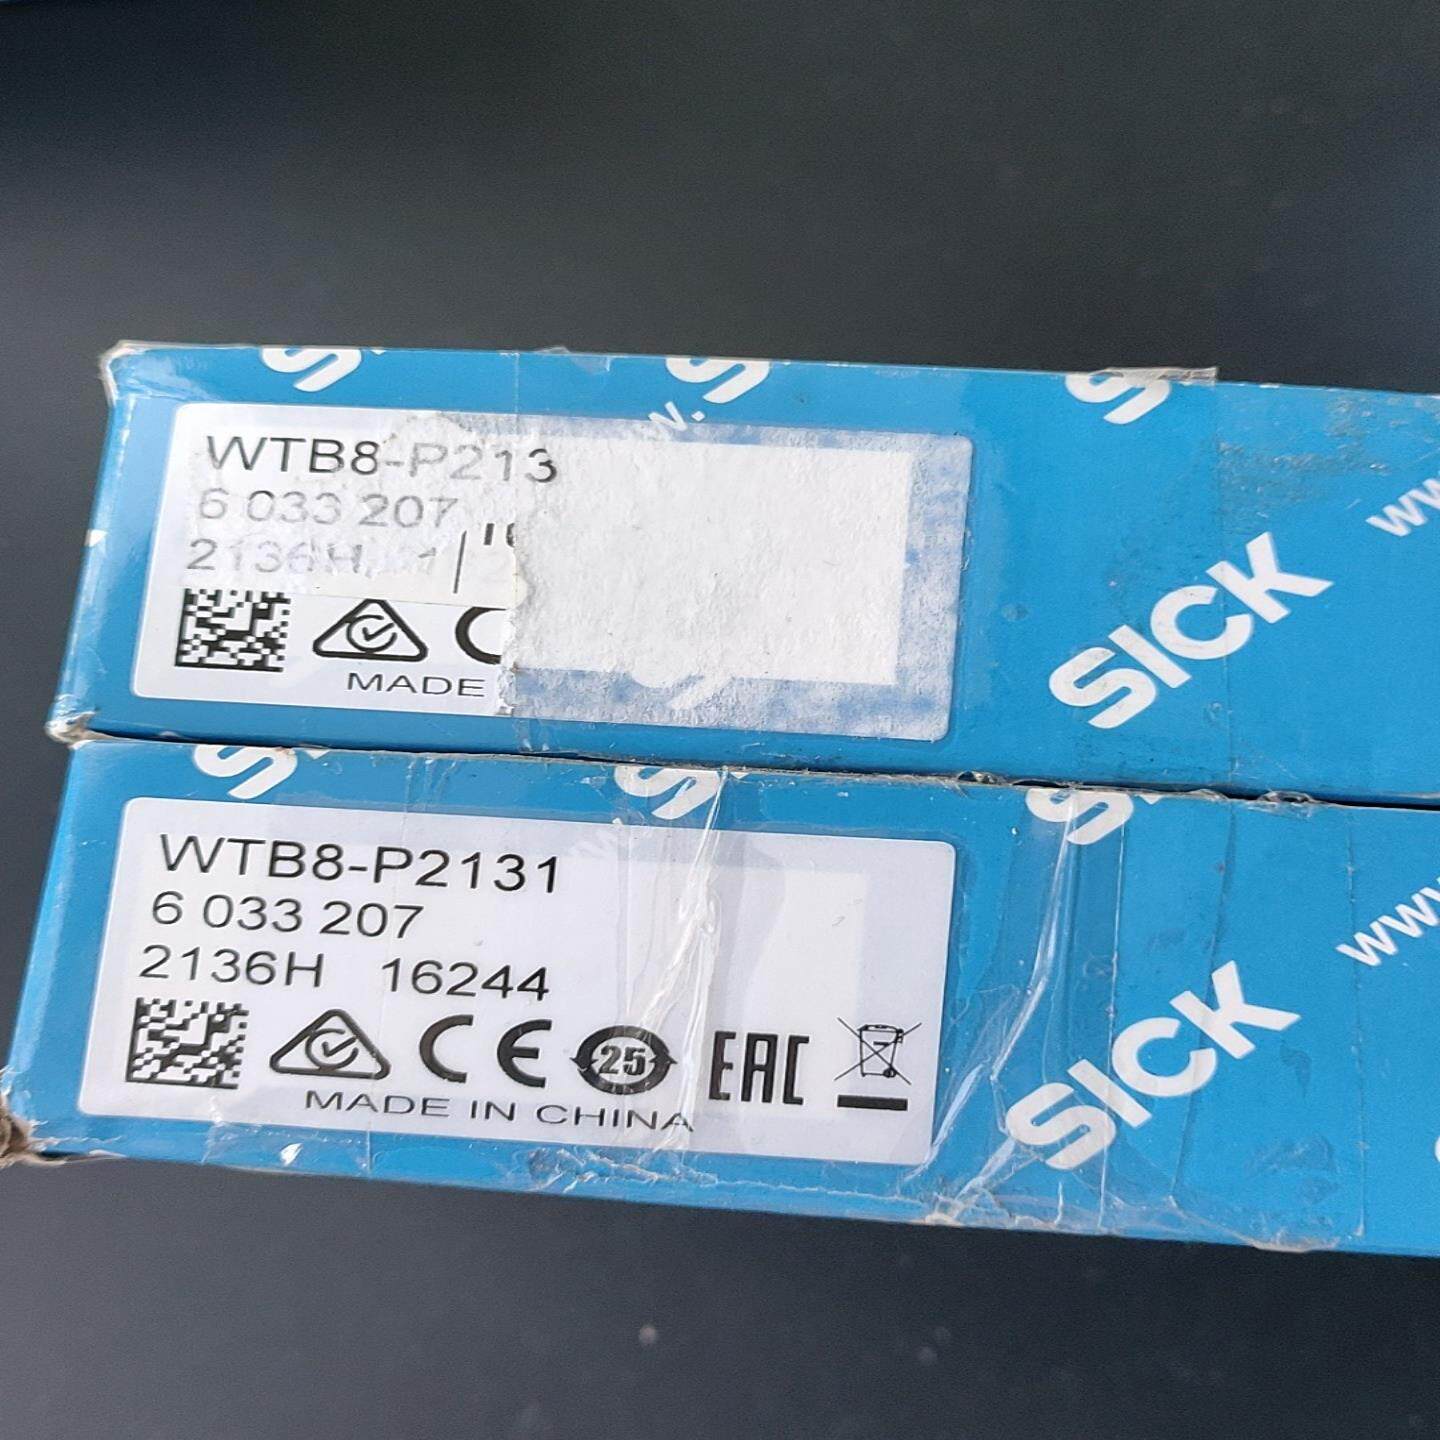 WTB8-P213
6 033 207
2136H
MADE
SICK
WTB8-P2131
6 033 207
2136H 16244
CE 25 EAC
MADE IN CHINA
SICK